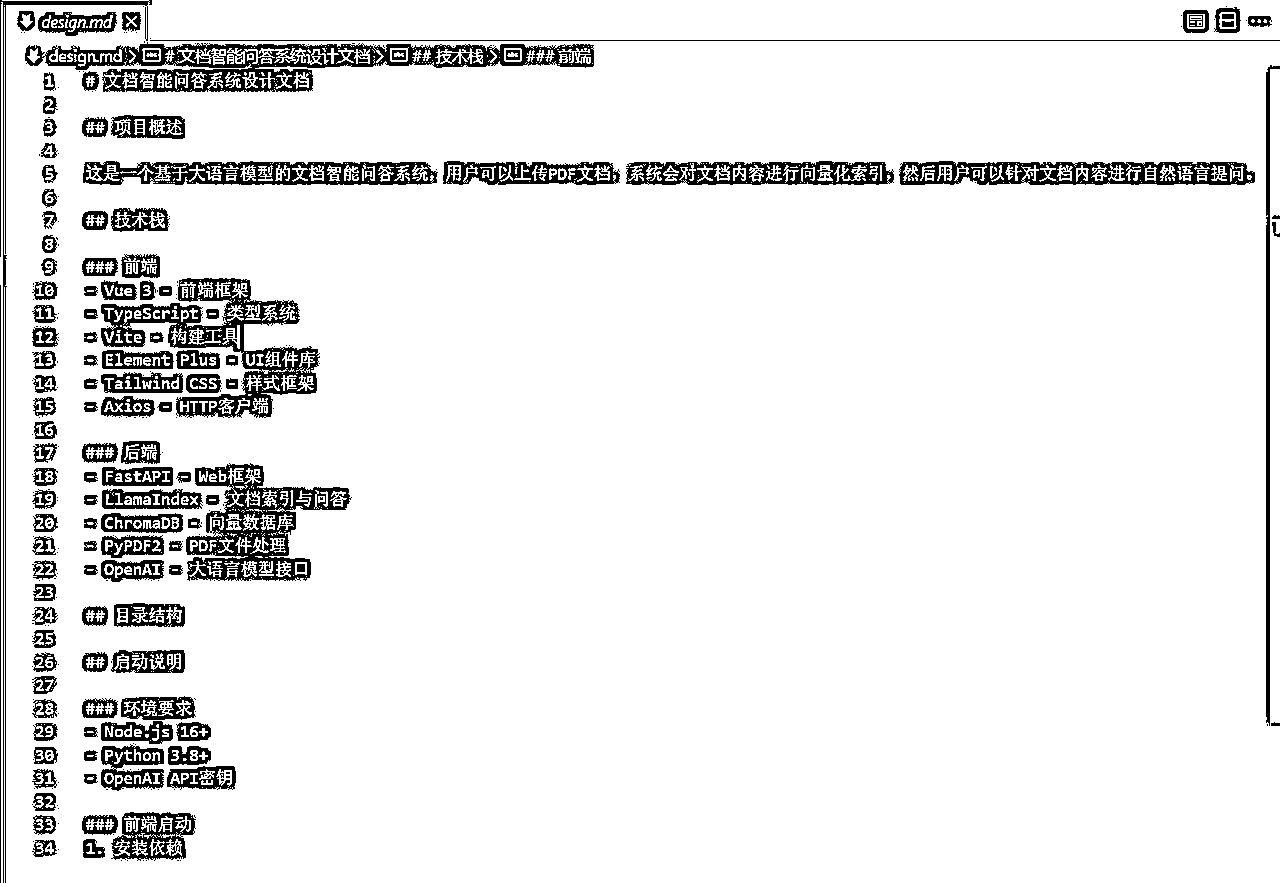 design.md
design.md > # 文档智能问答系统设计文档 > ## 技术栈 > ### 前端
1 # 文档智能问答系统设计文档
2
3 ## 项目概述
4
5 这是一个基于大语言模型的文档智能问答系统，用户可以上传PDF文档，系统会对文档内容进行向量化索引，然后用户可以针对文档内容进行自然语言提问。
6
7 ## 技术栈
8
9 ### 前端
10 - Vue 3 - 前端框架
11 - TypeScript - 类型系统
12 - Vite - 构建工具
13 - Element Plus - UI组件库
14 - Tailwind CSS - 样式框架
15 - Axios - HTTP客户端
16
17 ### 后端
18 - FastAPI - Web框架
19 - LlamaIndex - 文档索引与问答
20 - ChromaDB - 向量数据库
21 - PyPDF2 - PDF文件处理
22 - OpenAI - 大语言模型接口
23
24 ## 目录结构
25
26 ## 启动说明
27
28 ### 环境要求
29 - Node.js 16+
30 - Python 3.8+
31 - OpenAI API密钥
32
33 ### 前端启动
34 1. 安装依赖